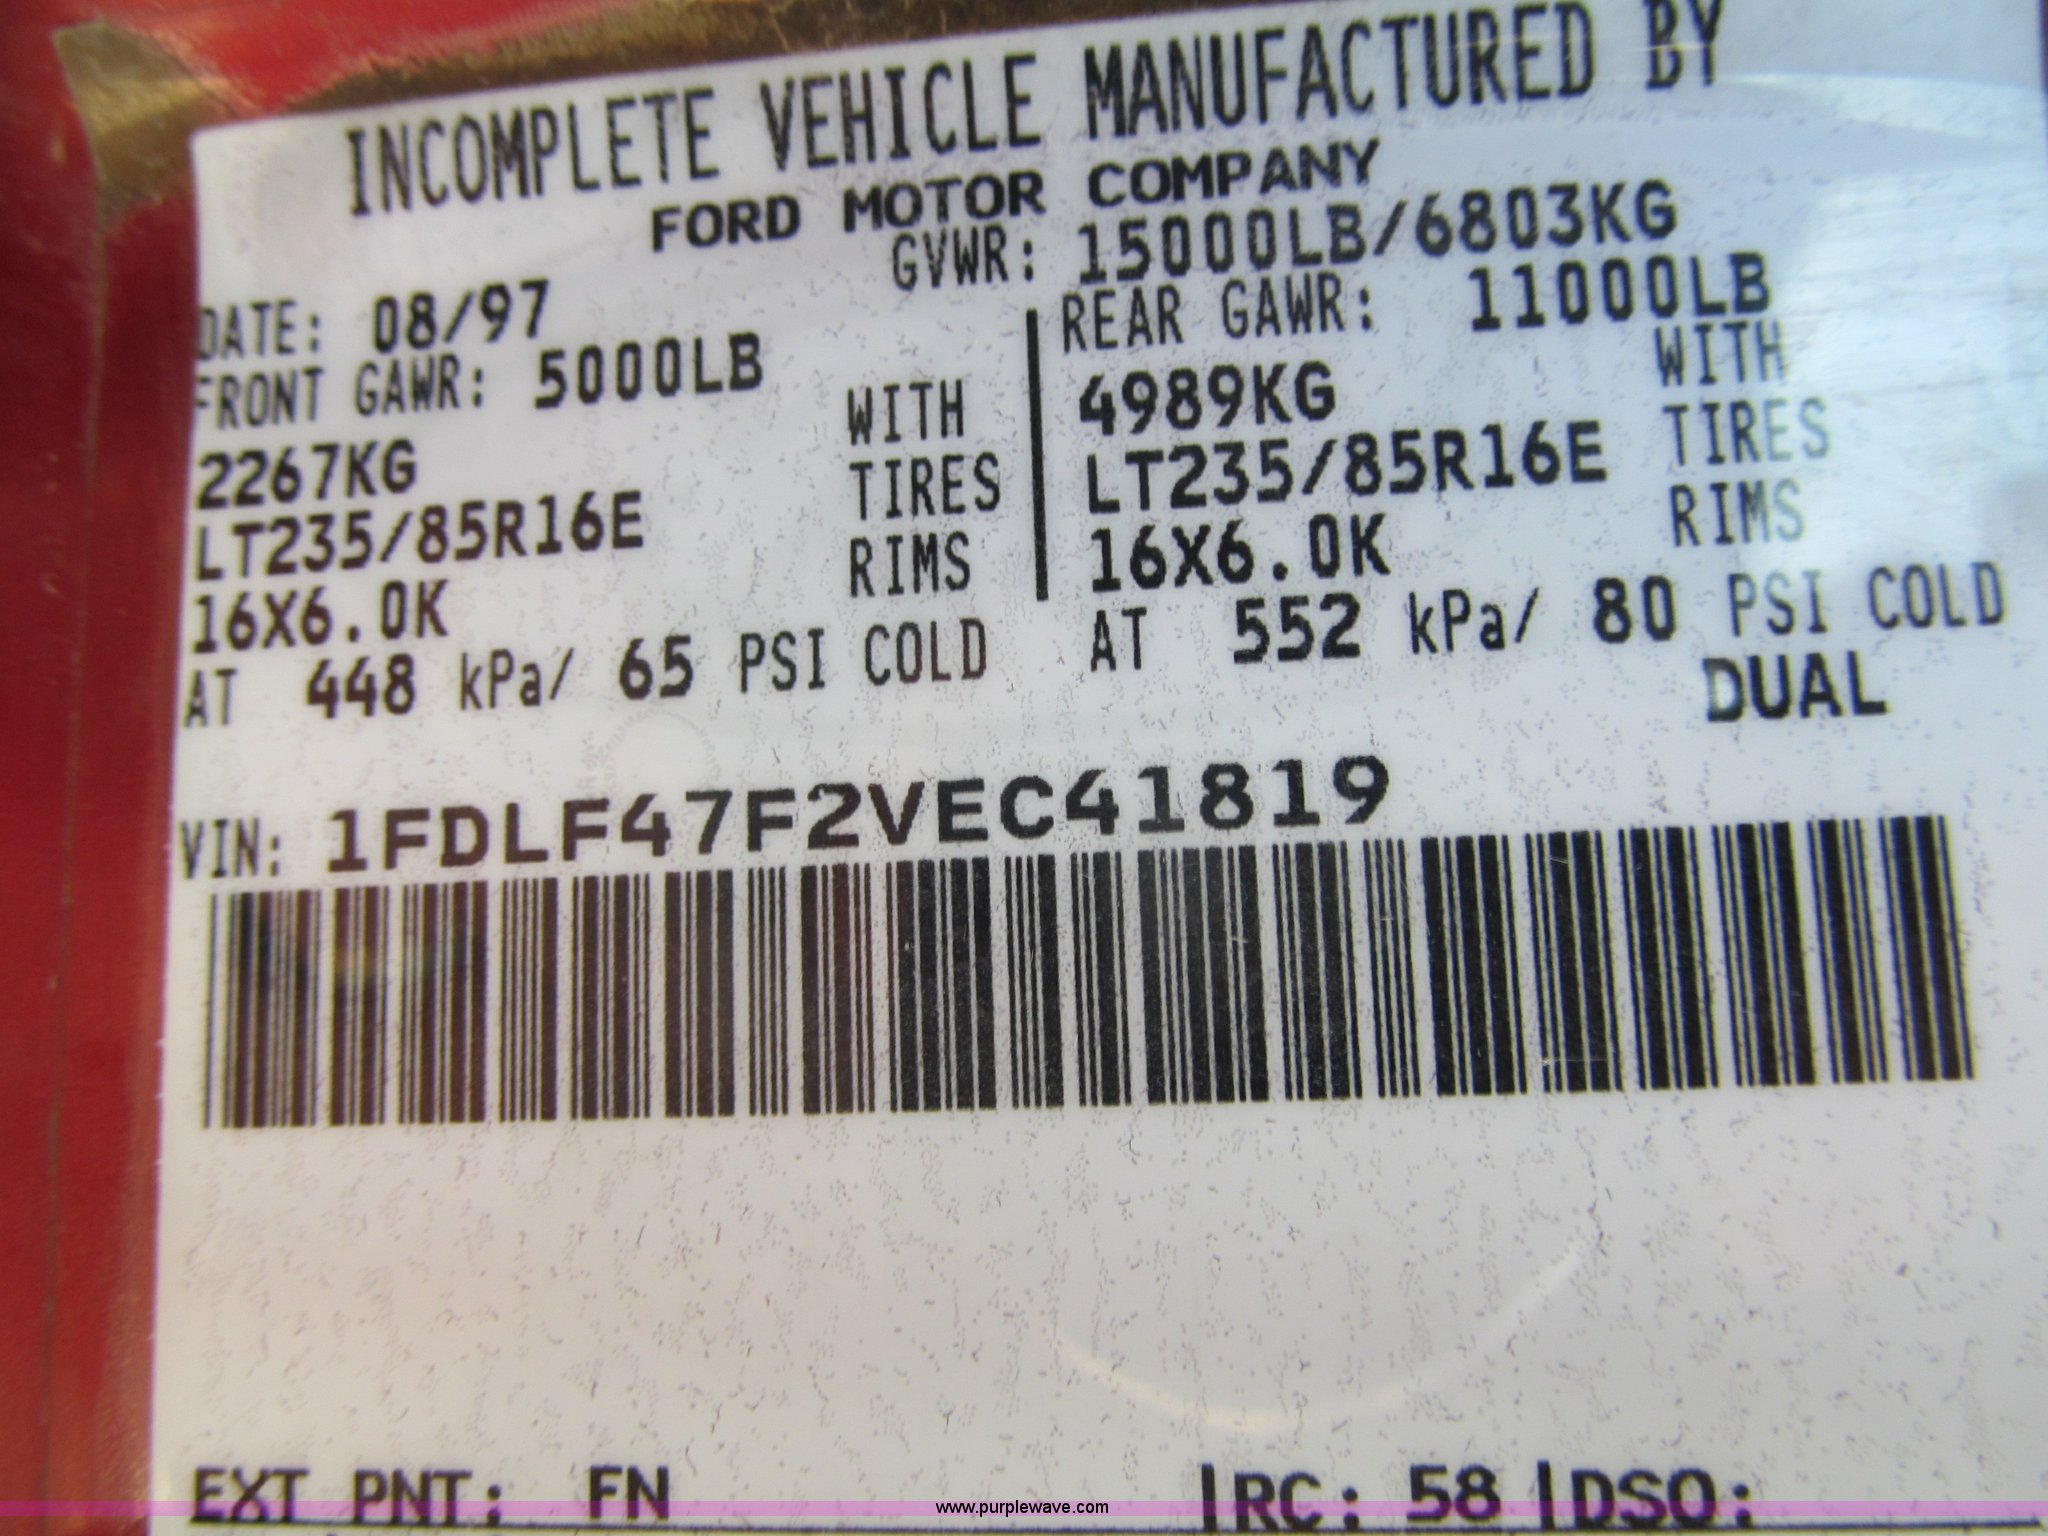 INCOMPLETE VEHICLE MANUFACTURED BY
FORD MOTOR COMPANY
GVWR: 15000LB/6803KG
DATE: 08/97
FRONT GAWR: 5000LB
2267KG WITH
LT235/85R16E TIRES
16X6.0K RIMS
AT 448 kPa/ 65 PSI COLD
REAR GAWR: 11000LB
4989KG WITH
LT235/85R16E TIRES
16X6.0K RIMS
AT 552 kPa/ 80 PSI COLD
DUAL
VIN: 1FDLF47F2VEC41819
EXT PNT: FN RC: 58 DSO:
www.purplewave.com